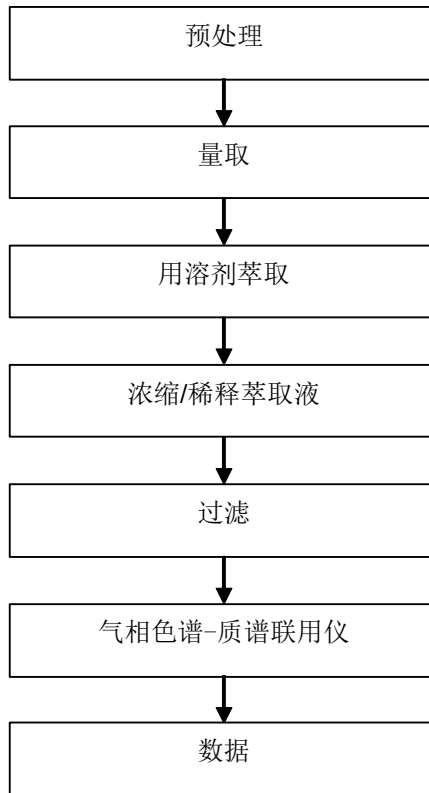 预处理
量取
用溶剂萃取
浓缩/稀释萃取液
过滤
气相色谱-质谱联用仪
数据